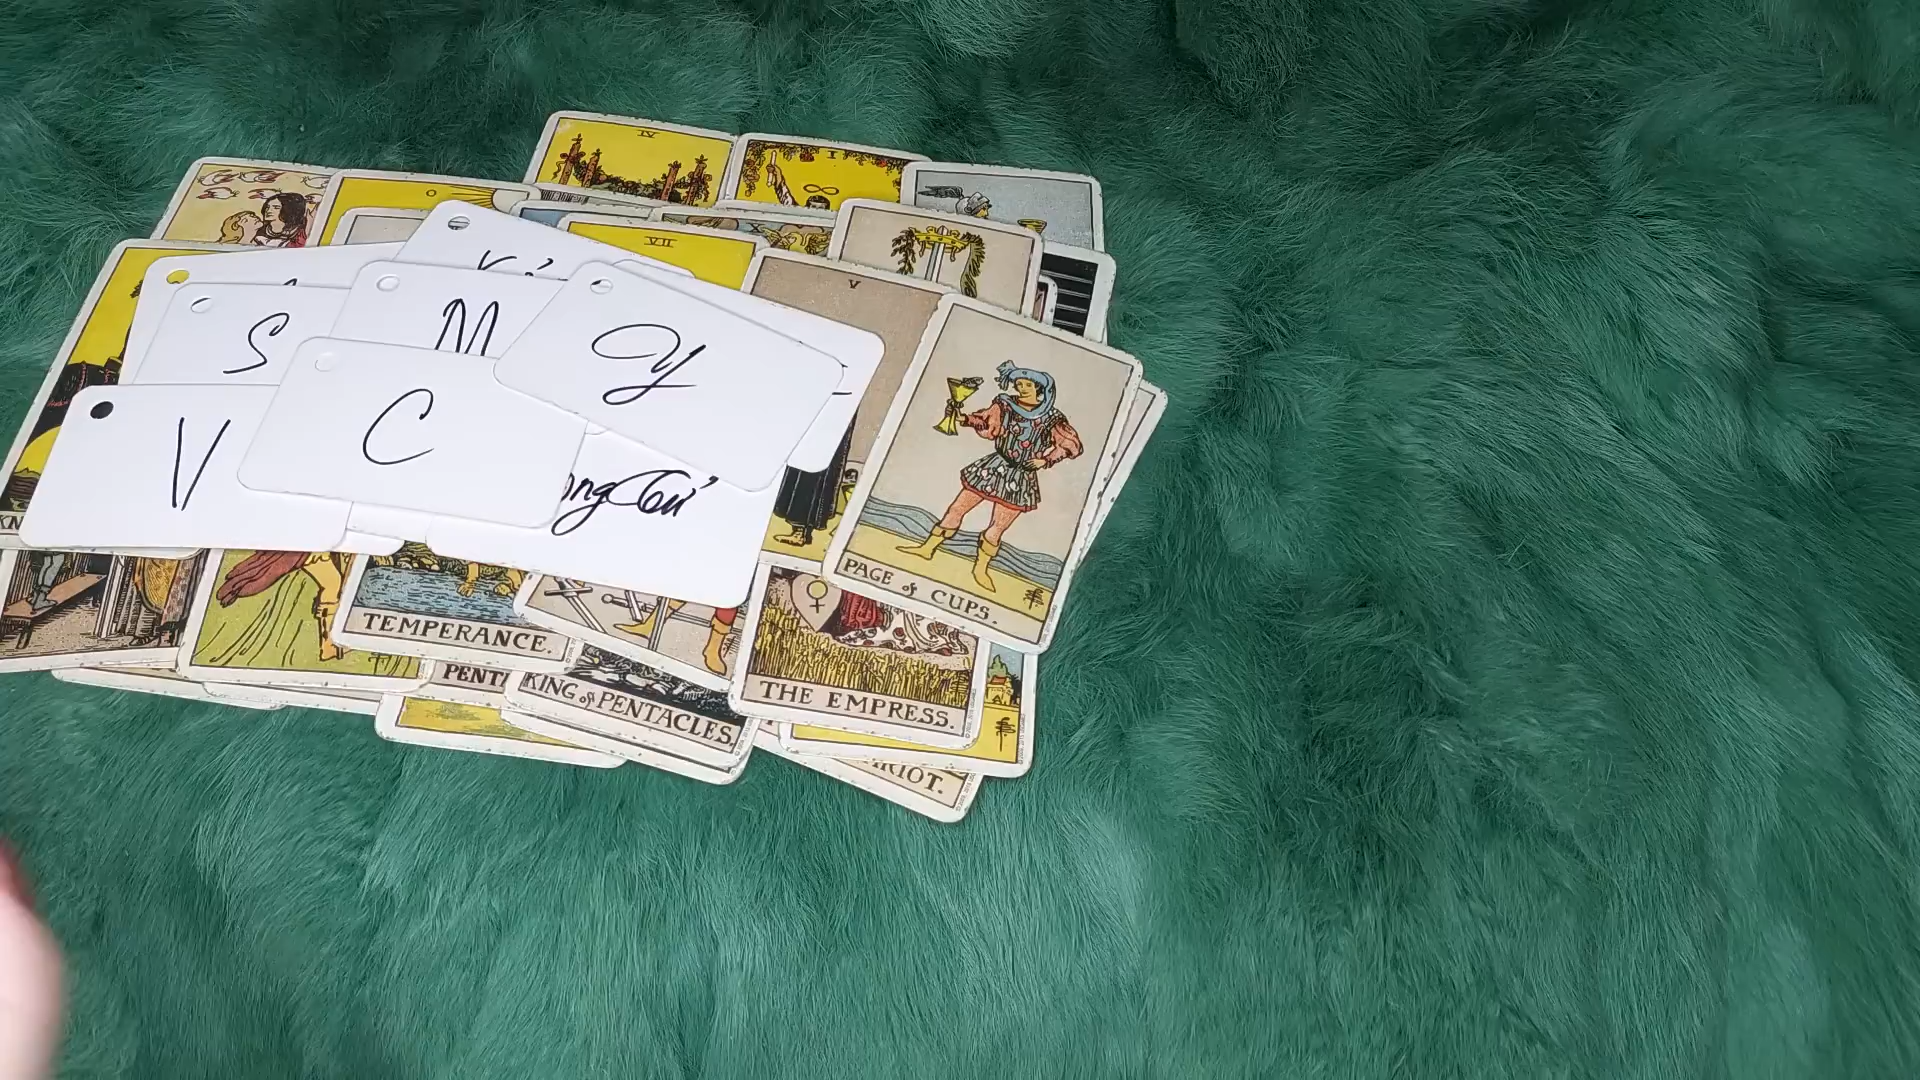 IV
I
VII
V
S
M
Y
V
C
PAGE of CUPS.
TEMPERANCE.
KING of PENTACLES.
THE EMPRESS.